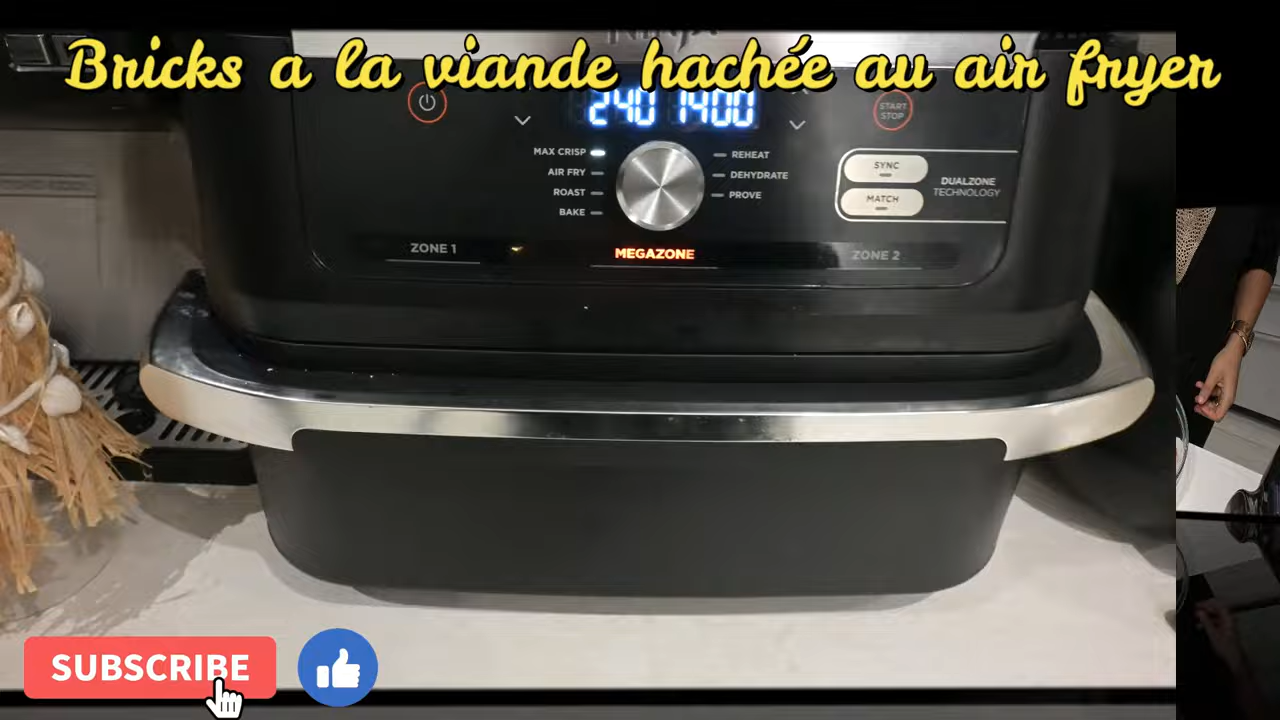 Bricks a la viande hachée au air fryer
240 1400
START
STOP
MAX CRISP
AIR FRY
ROAST
BAKE
REHEAT
DEHYDRATE
PROVE
SYNC
MATCH
DUALZONE
TECHNOLOGY
ZONE 1
MEGAZONE
ZONE 2
SUBSCRIBE